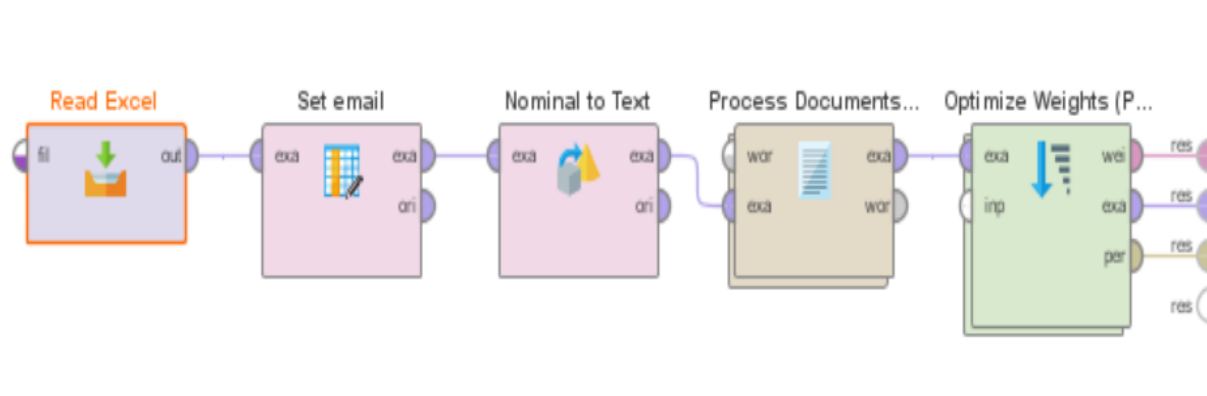 Read Excel
Set email
Nominal to Text
Process Documents...
Optimize Weights (P...
fil
out
exa
exa
ori
exa
exa
ori
wor
exa
exa
wor
exa
inp
wei
exa
per
res
res
res
res